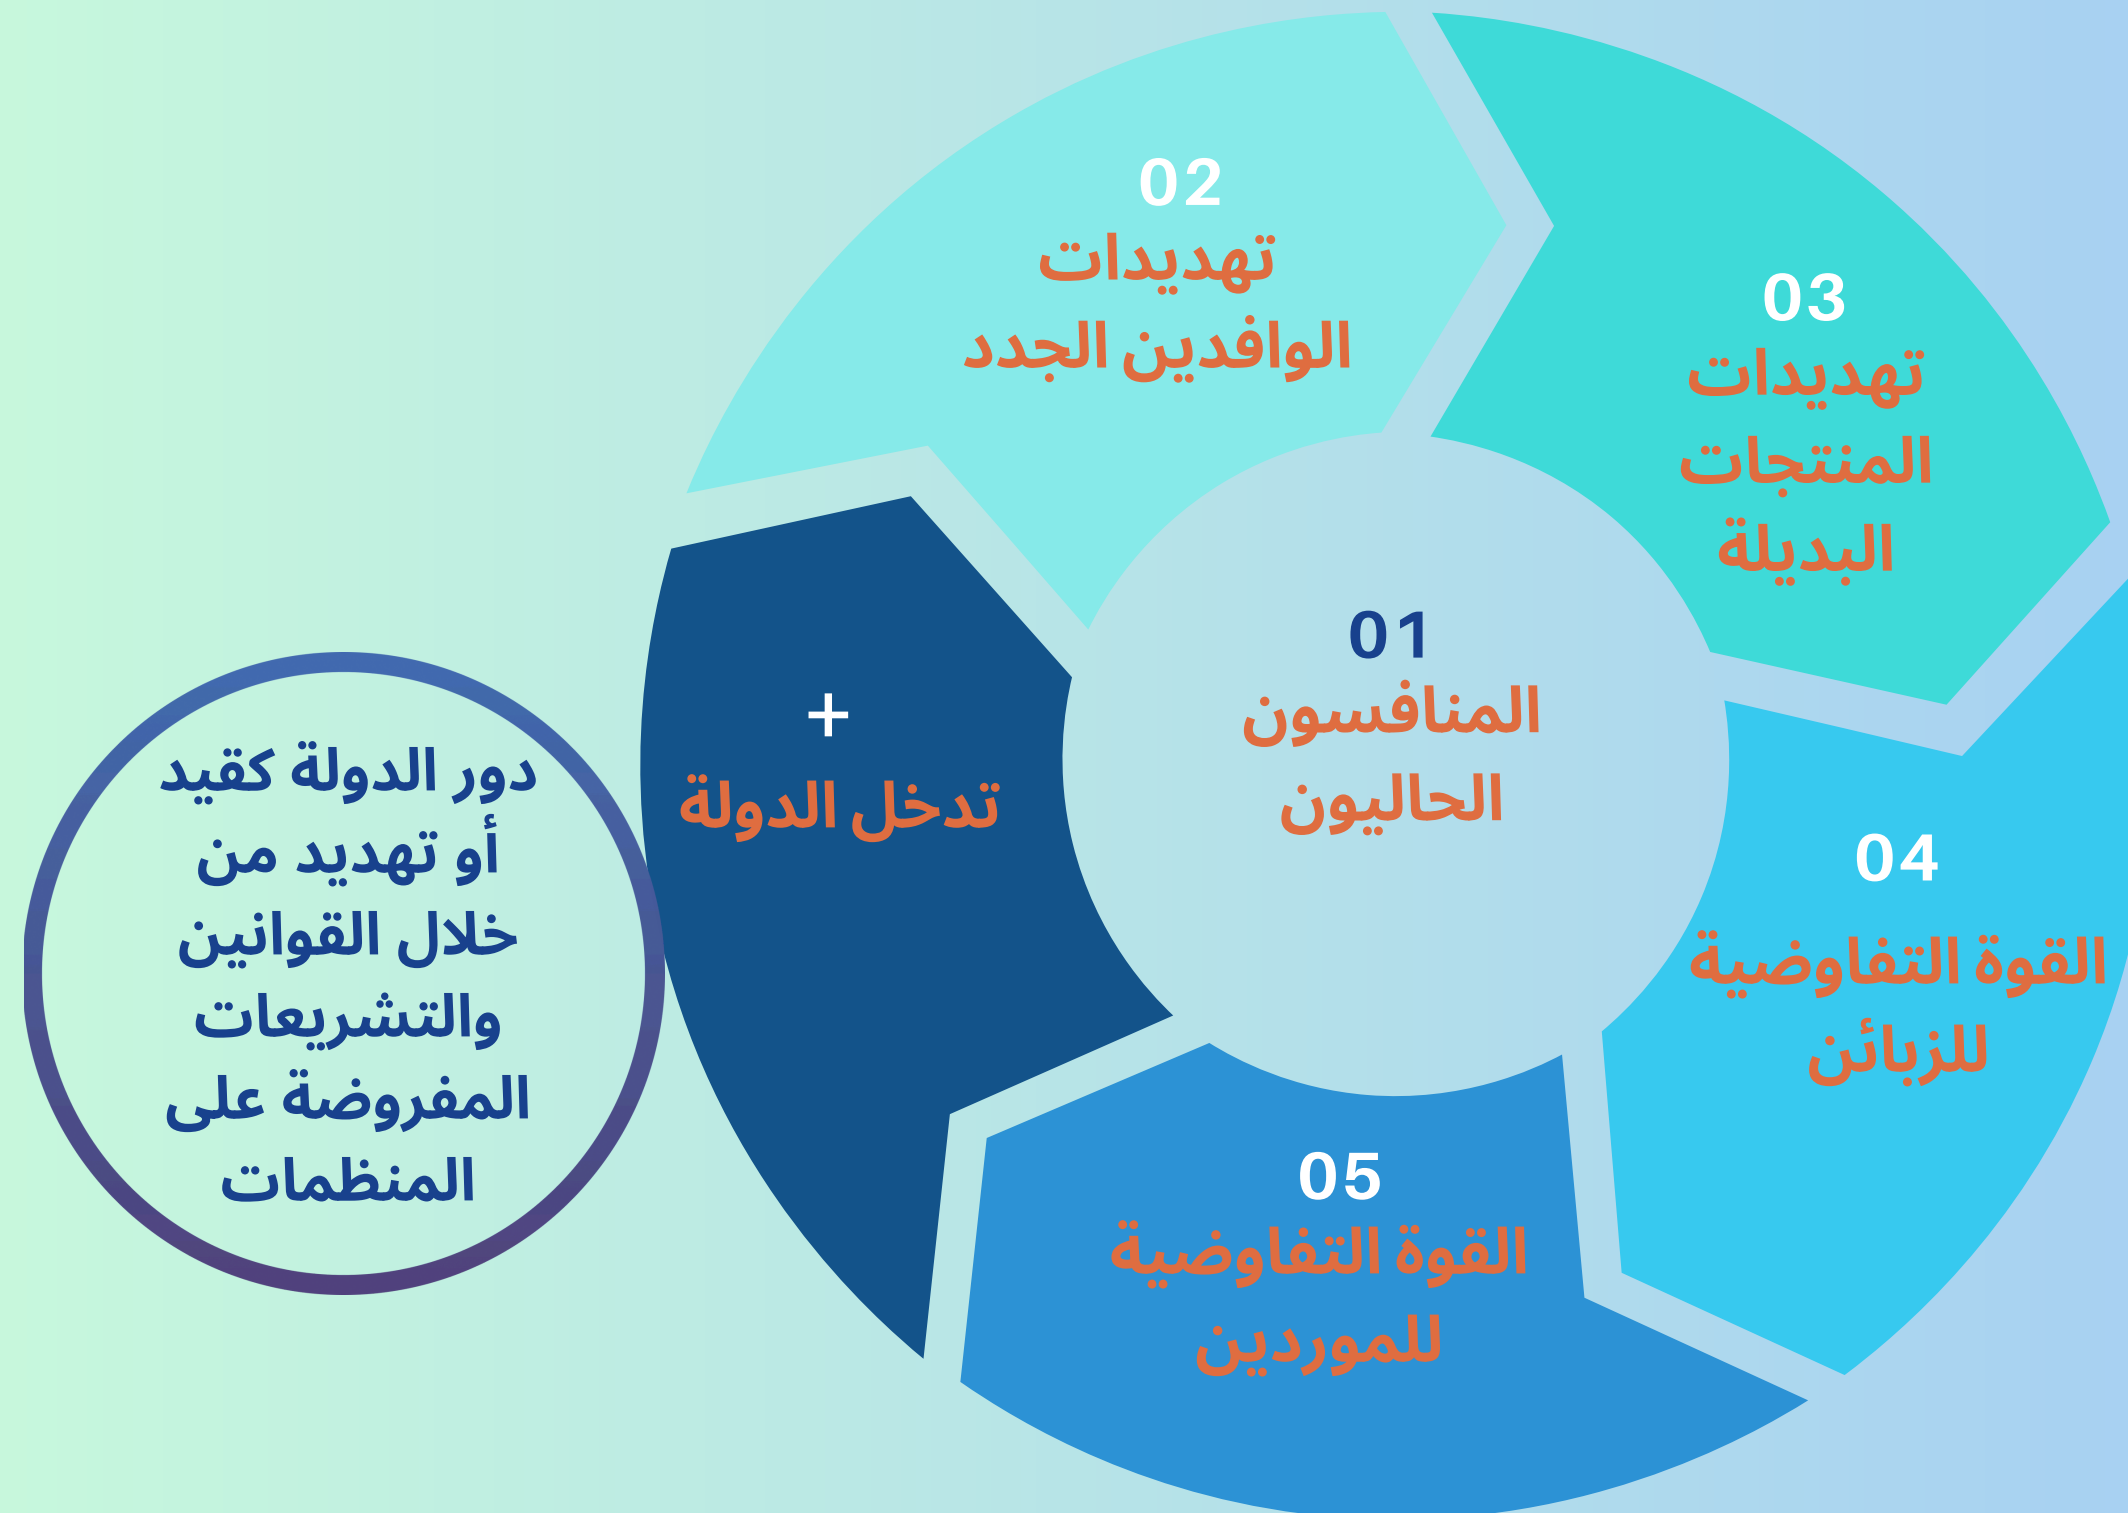 01
المنافسون
الحاليون
02
تهديدات
الوافدين الجدد
03
تهديدات
المنتجات
البديلة
04
القوة التفاوضية
للزبائن
05
القوة التفاوضية
للموردين
+
تدخل الدولة
دور الدولة كقيد
أو تهديد من
خلال القوانين
والتشريعات
المفروضة على
المنظمات